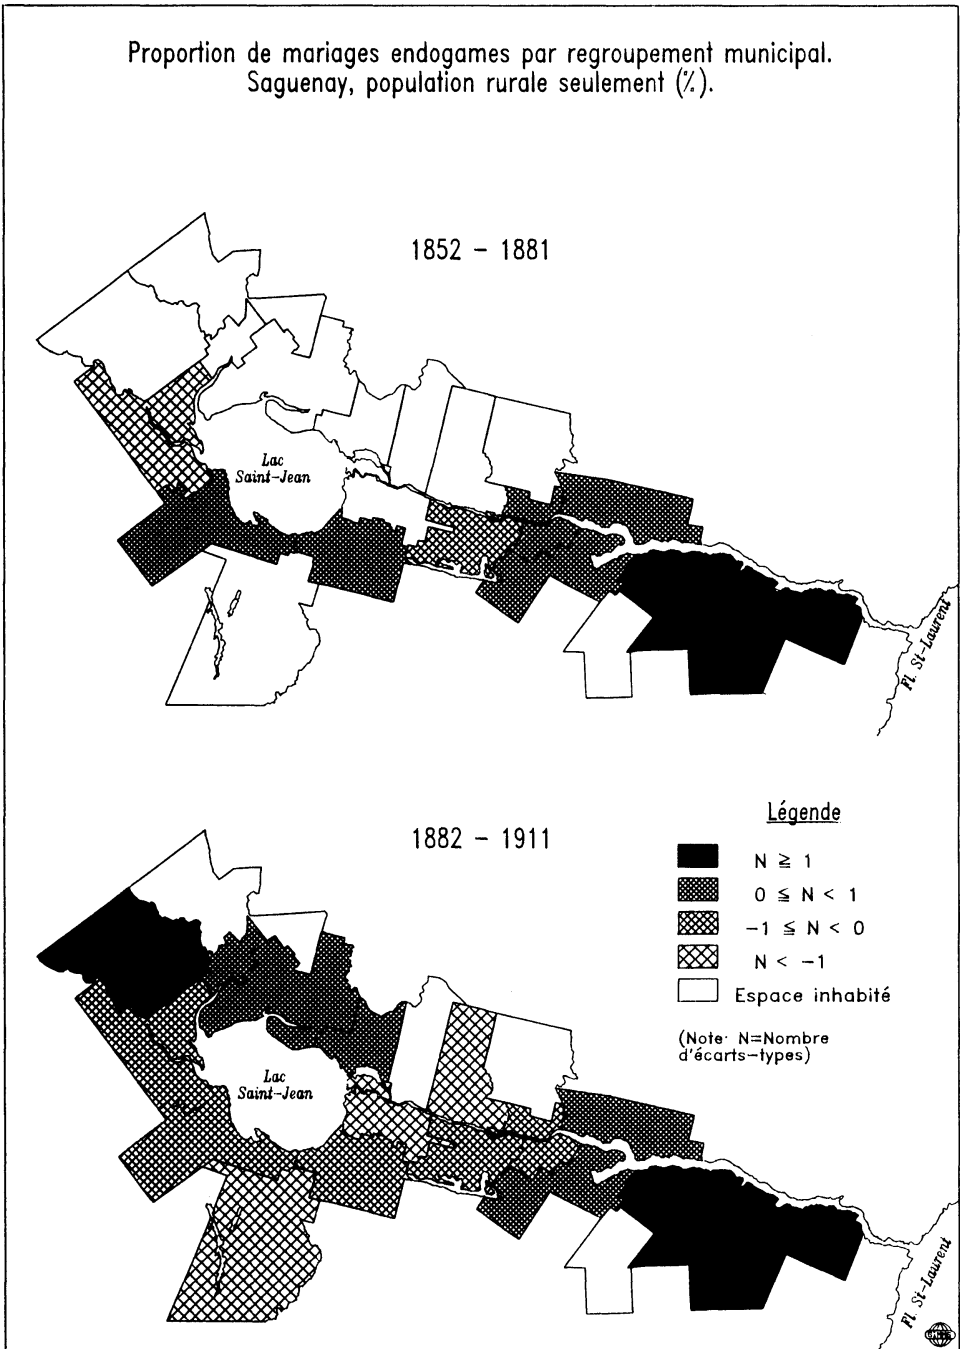 Proportion de mariages endogames par regroupement municipal.
Saguenay, population rurale seulement (%).
1852 - 1881
Lac
Saint-Jean
Fl. St-Laurent
1882 - 1911
Légende
N ≧ 1
0 ≦ N < 1
-1 ≦ N < 0
N < -1
Espace inhabité
(Note· N=Nombre
d'écarts-types)
Lac
Saint-Jean
Fl. St-Laurent